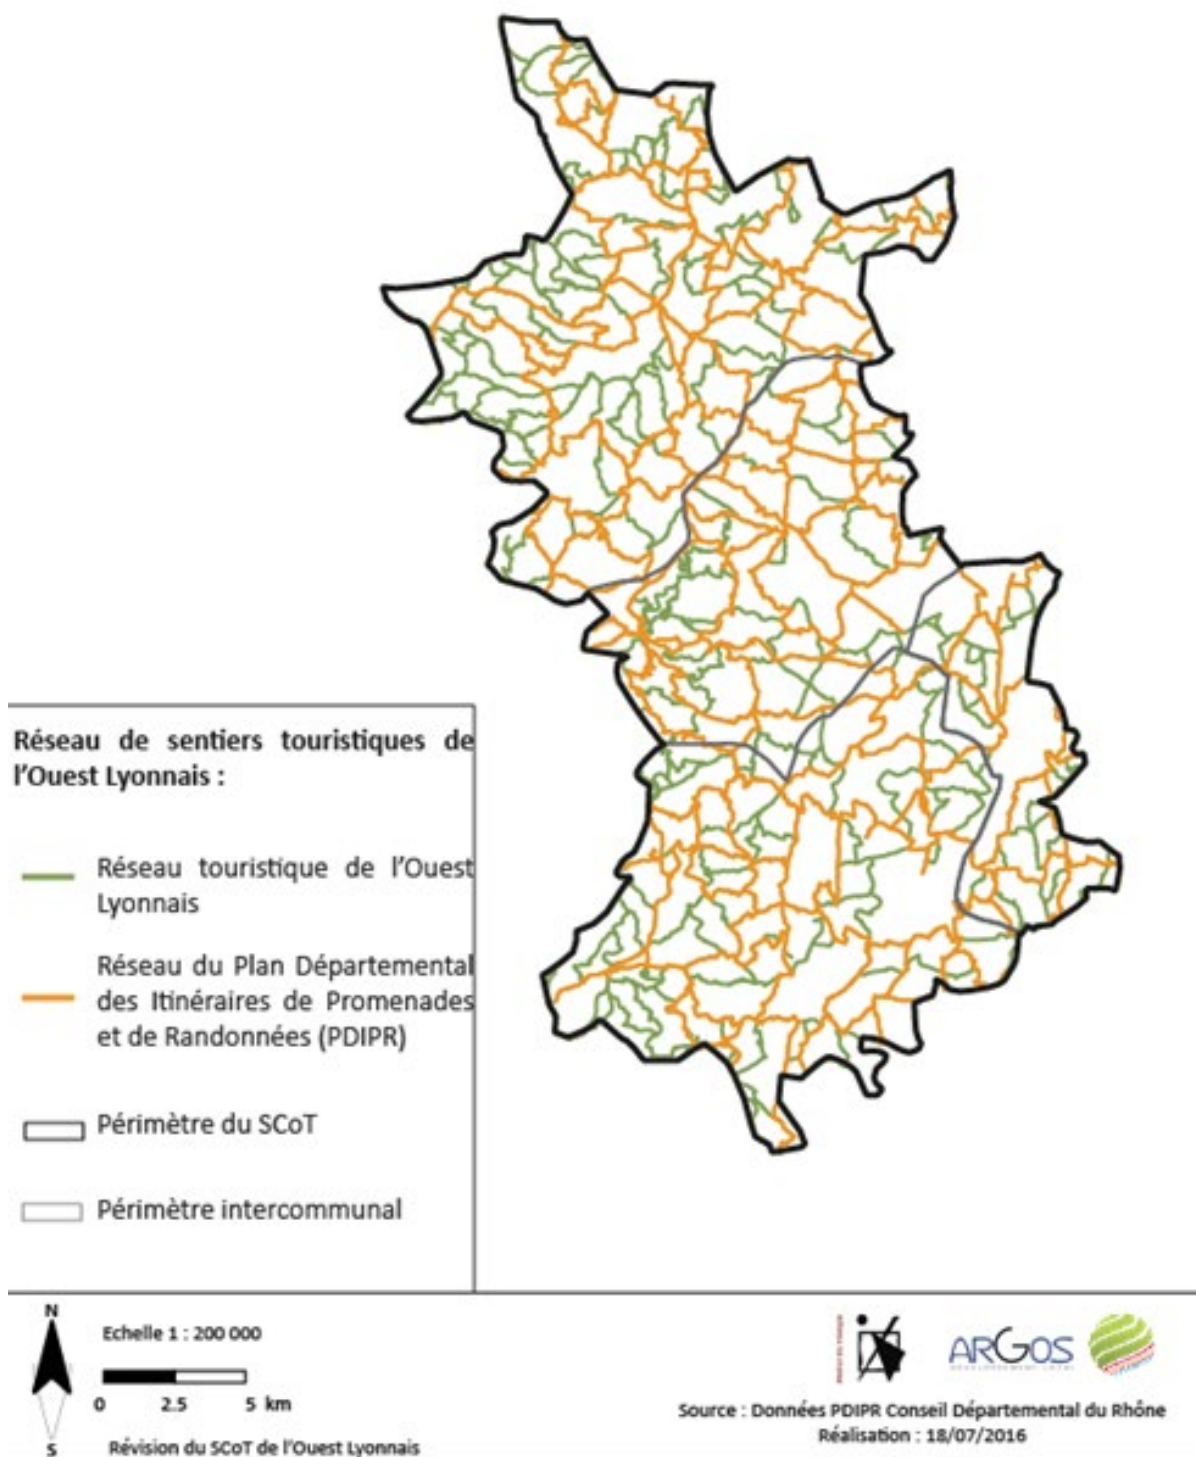 Réseau de sentiers touristiques de
l'Ouest Lyonnais :
Réseau touristique de l'Ouest
Lyonnais
Réseau du Plan Départemental
des Itinéraires de Promenades
et de Randonnées (PDIPR)
Périmètre du SCoT
Périmètre intercommunal
N
S
Echelle 1 : 200 000
0 2.5 5 km
Révision du SCoT de l'Ouest Lyonnais
ARGOS
DÉVELOPPEMENT LOCAL
Source : Données PDIPR Conseil Départemental du Rhône
Réalisation : 18/07/2016